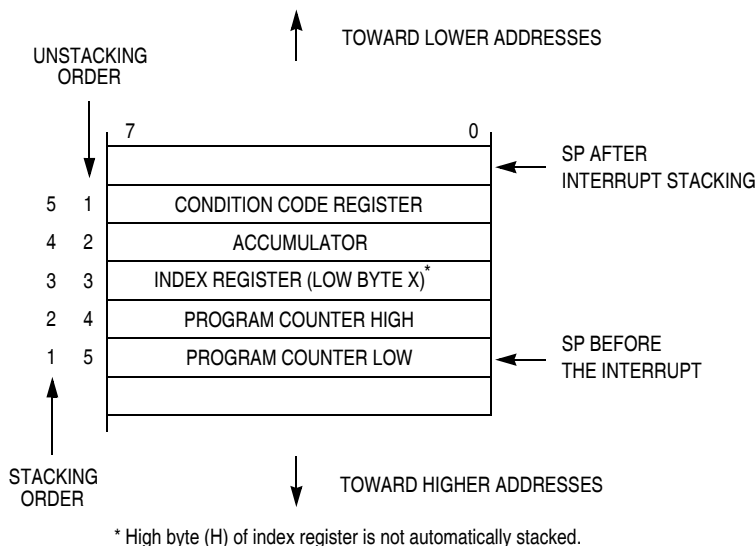 TOWARD LOWER ADDRESSES
UNSTACKING
ORDER
7 0
SP AFTER
INTERRUPT STACKING
5 1 CONDITION CODE REGISTER
4 2 ACCUMULATOR
3 3 INDEX REGISTER (LOW BYTE X)*
2 4 PROGRAM COUNTER HIGH
1 5 PROGRAM COUNTER LOW
SP BEFORE
THE INTERRUPT
STACKING
ORDER
TOWARD HIGHER ADDRESSES
* High byte (H) of index register is not automatically stacked.